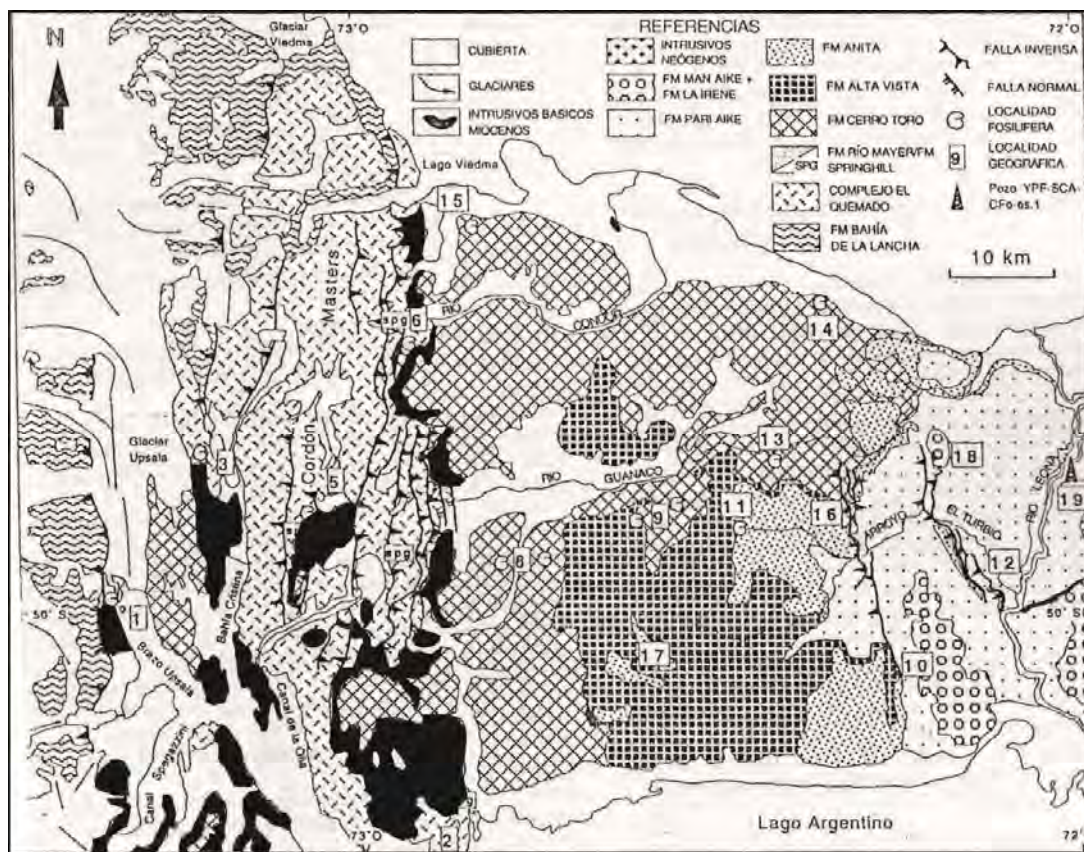 N
Glaciar
Viedma
73°O
REFERENCIAS
72°O
CUBIERTA
GLACIARES
INTRUSIVOS BASICOS
MIOCENOS
INTRUSIVOS
NEÓGENOS
FM MAN AIKE +
FM LA IRENE
FM PARI AIKE
FM ANITA
FM ALTA VISTA
FM CERRO TORO
SPG
FM RÍO MAYER/FM
SPRINGHILL
COMPLEJO EL
QUEMADO
FM BAHÍA
DE LA LANCHA
FALLA INVERSA
FALLA NORMAL
LOCALIDAD
FOSILIFERA
9
LOCALIDAD
GEOGRAFICA
Pozo YPF-SCA-
CFo-es.1
10 km
Lago Viedma
15
Masters
spg
6
RIO
CONDOR
14
Glaciar
Upsala
3
Cordón
5
13
RIO
GUANACO
18
19
9
11
16
ARROYO
EL TURBIO
RIO
LEONA
12
spg
50° S
1
Bahía Cristina
Brazo Upsala
Canal de la Olla
17
10
50° S
Canal Spegazzini
73°O
2
Lago Argentino
72°